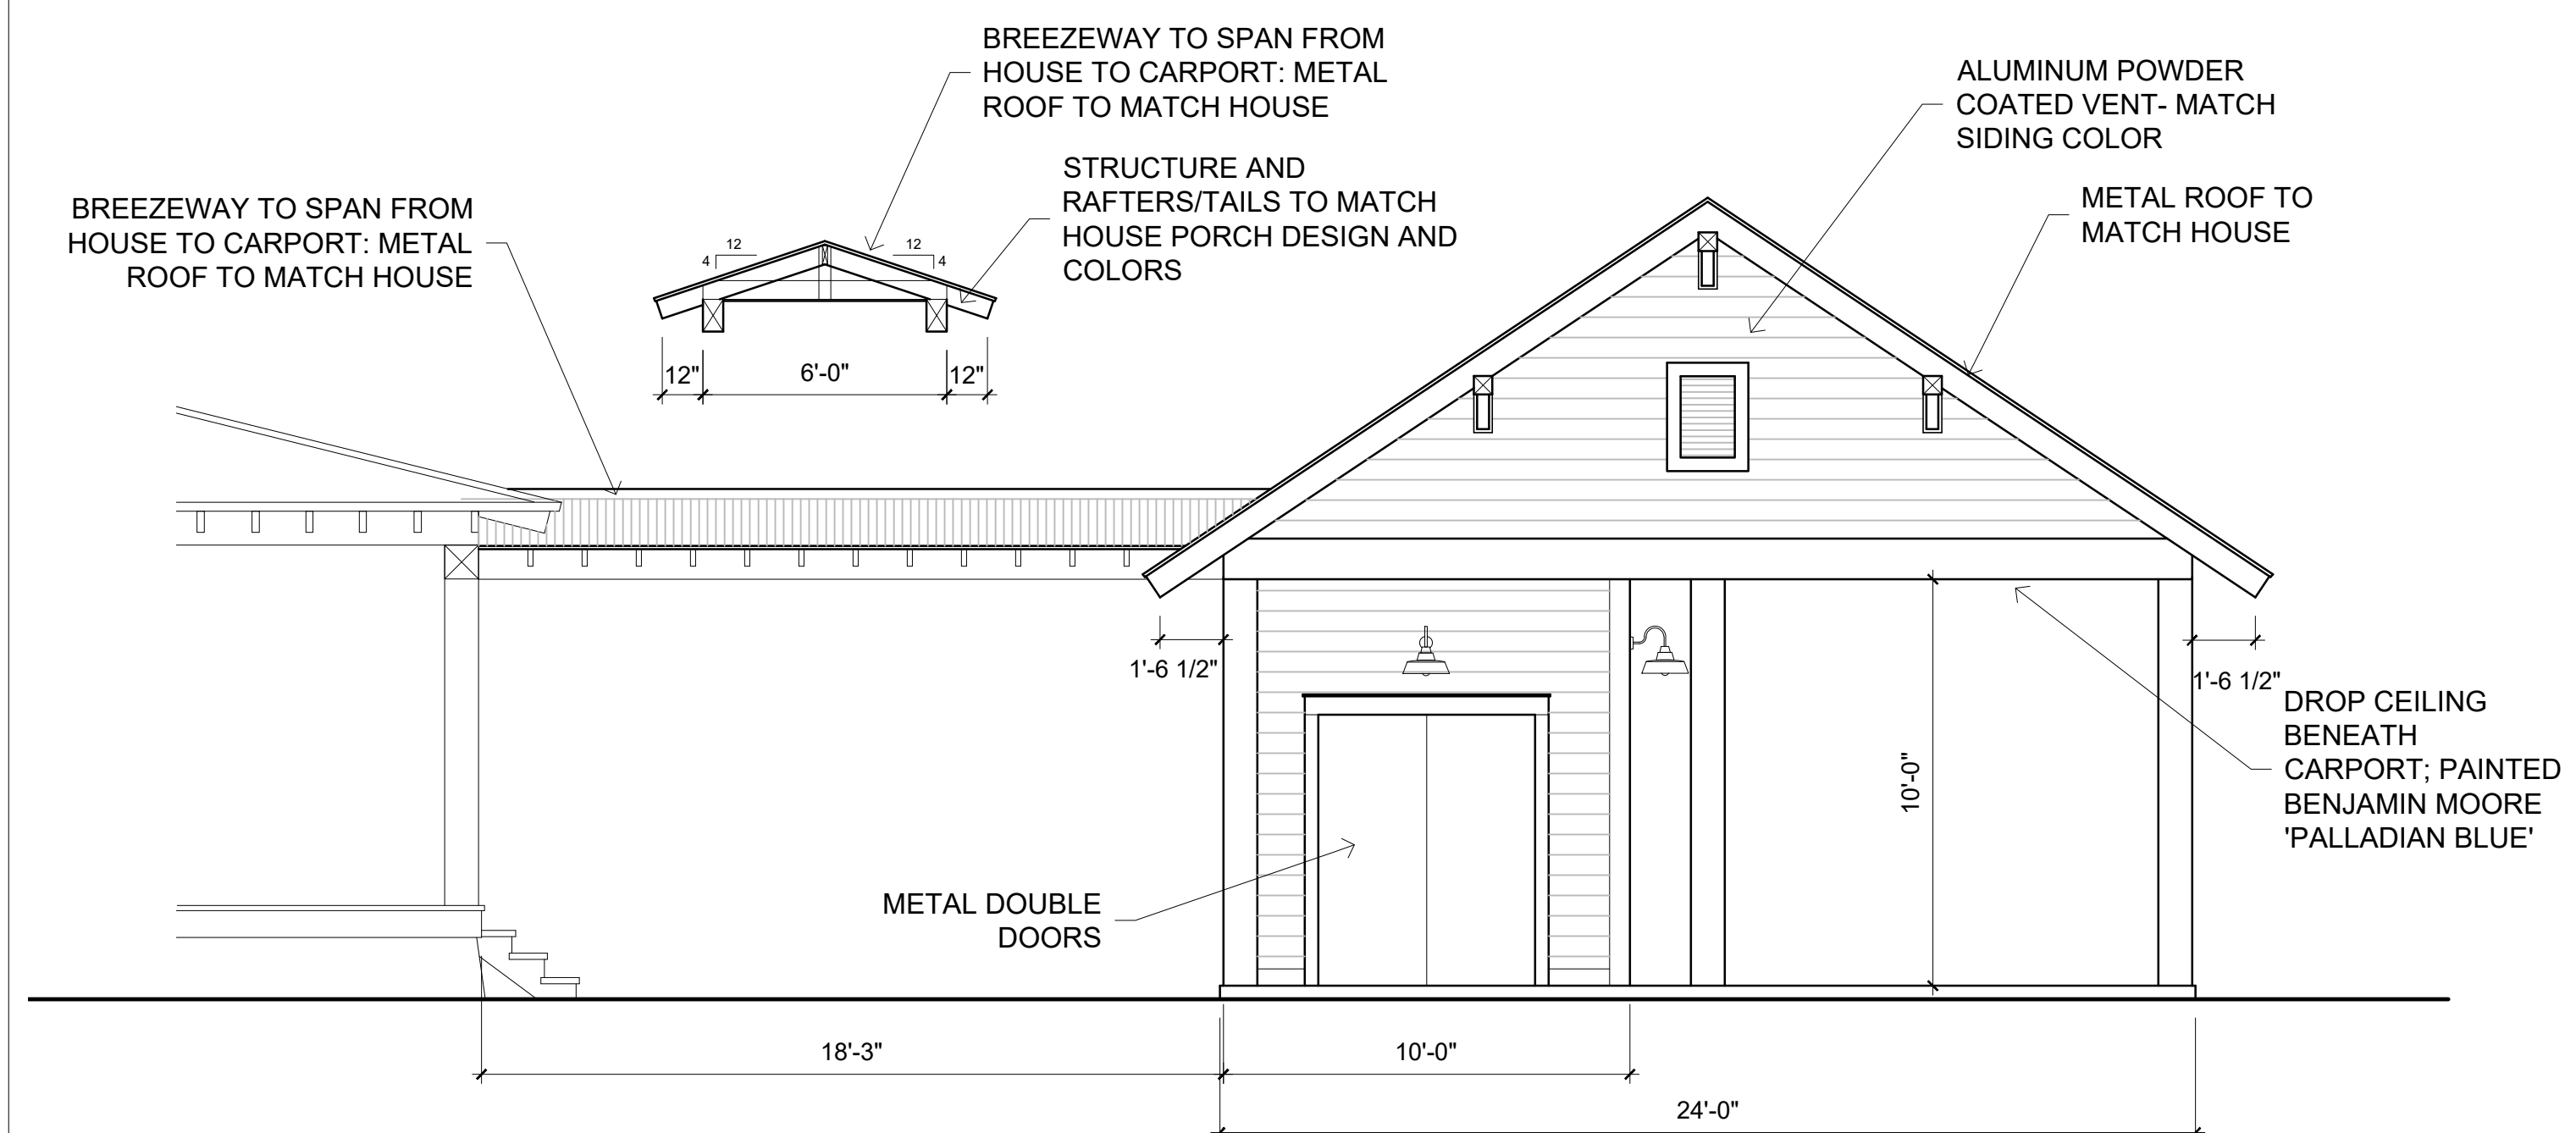 BREEZEWAY TO SPAN FROM
HOUSE TO CARPORT: METAL
ROOF TO MATCH HOUSE
ALUMINUM POWDER
COATED VENT- MATCH
SIDING COLOR
STRUCTURE AND
RAFTERS/TAILS TO MATCH
HOUSE PORCH DESIGN AND
COLORS
METAL ROOF TO
MATCH HOUSE
BREEZEWAY TO SPAN FROM
HOUSE TO CARPORT: METAL
ROOF TO MATCH HOUSE
12
4
12
4
12"
6'-0"
12"
1'-6 1/2"
1'-6 1/2"
DROP CEILING
BENEATH
CARPORT; PAINTED
BENJAMIN MOORE
'PALLADIAN BLUE'
10'-0"
METAL DOUBLE
DOORS
18'-3"
10'-0"
24'-0"